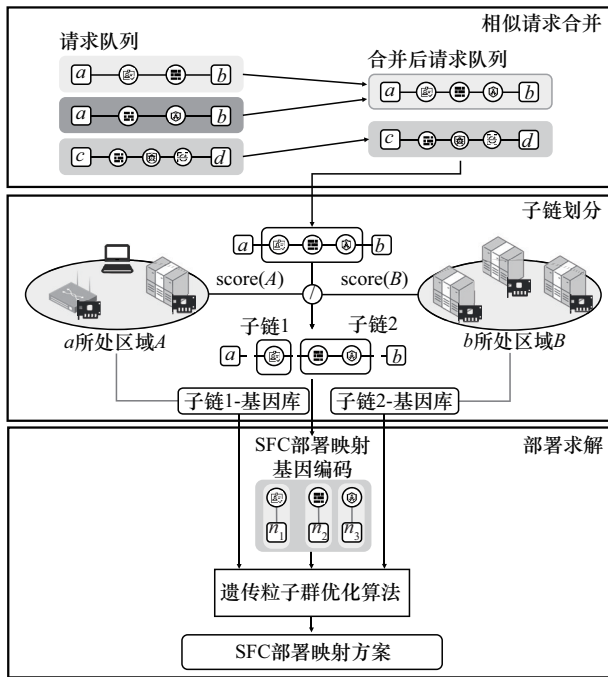 相似请求合并
请求队列
合并后请求队列
a
b
a
b
a
b
c
d
c
d
子链划分
a
b
score(A)
/
score(B)
子链1
子链2
a
b
a所处区域A
b所处区域B
子链1-基因库
子链2-基因库
部署求解
SFC部署映射
基因编码
n1
n2
n3
遗传粒子群优化算法
SFC部署映射方案